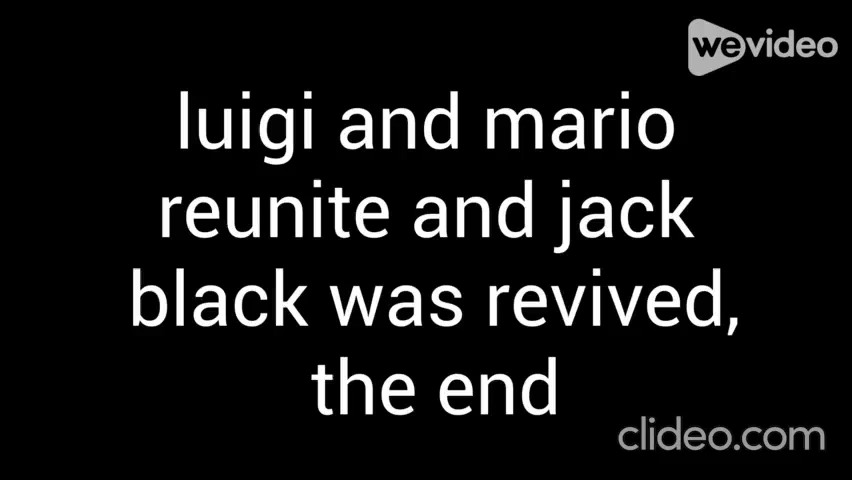 wevideo
luigi and mario
reunite and jack
black was revived,
the end
clideo.com